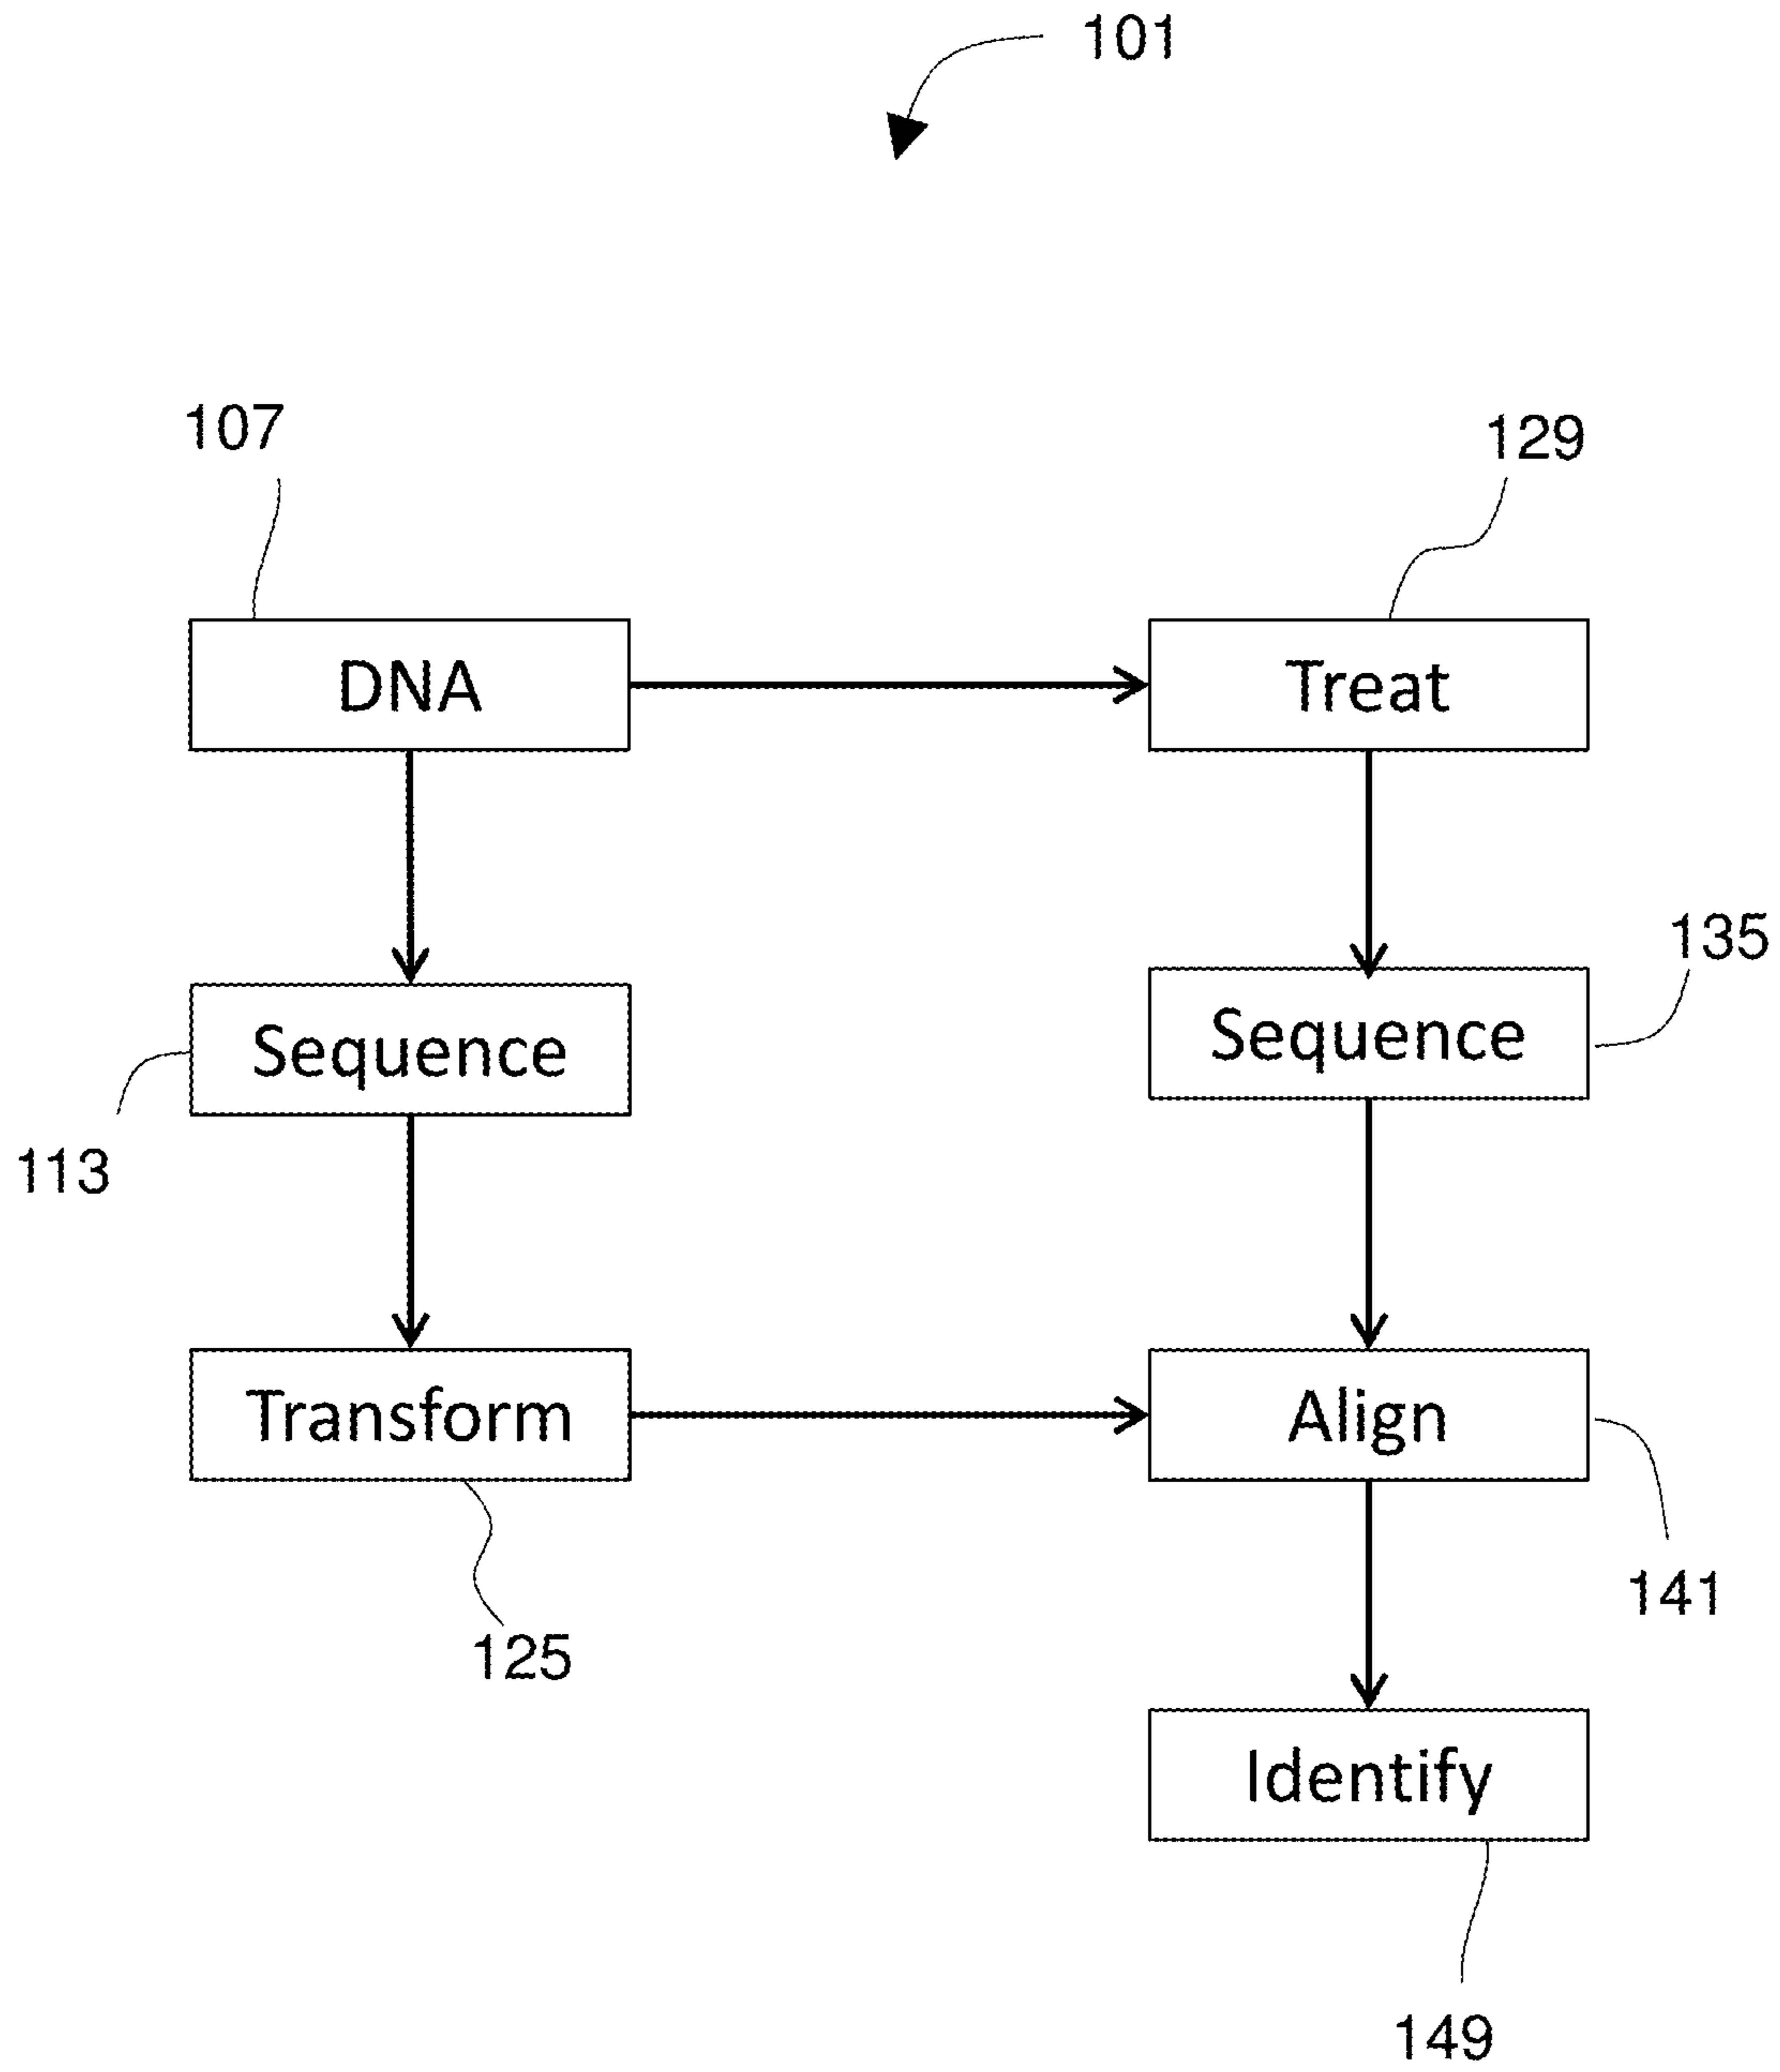 101
107
129
DNA
Treat
135
Sequence
Sequence
113
Transform
Align
141
125
Identify
149